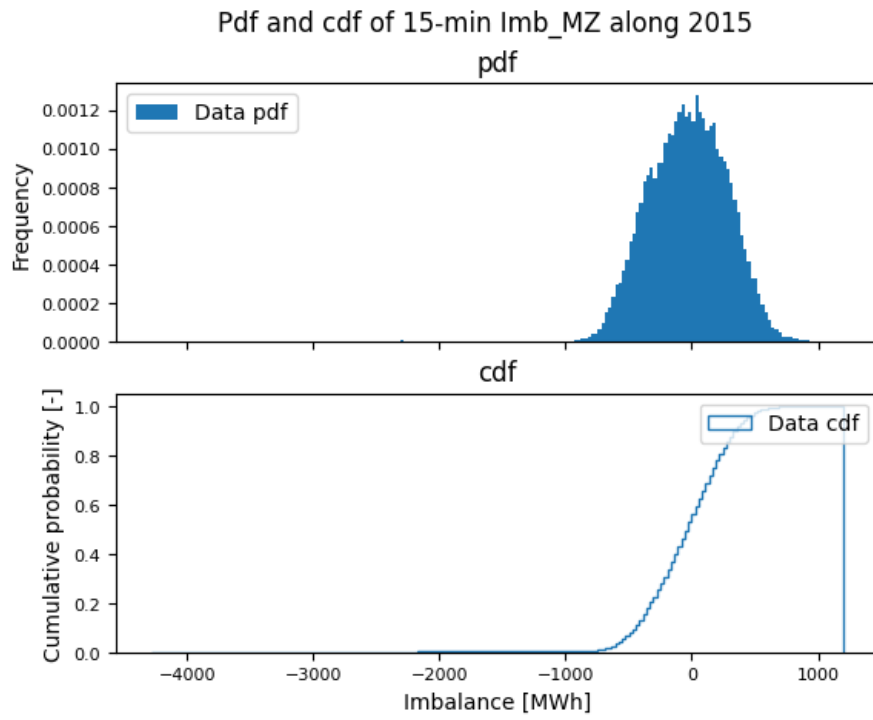 Pdf and cdf of 15-min Imb_MZ along 2015
pdf
Data pdf
Frequency
0.0012
0.0010
0.0008
0.0006
0.0004
0.0002
0.0000
cdf
Data cdf
Cumulative probability [-]
1.0
0.8
0.6
0.4
0.2
0.0
−4000 −3000 −2000 −1000 0 1000
Imbalance [MWh]